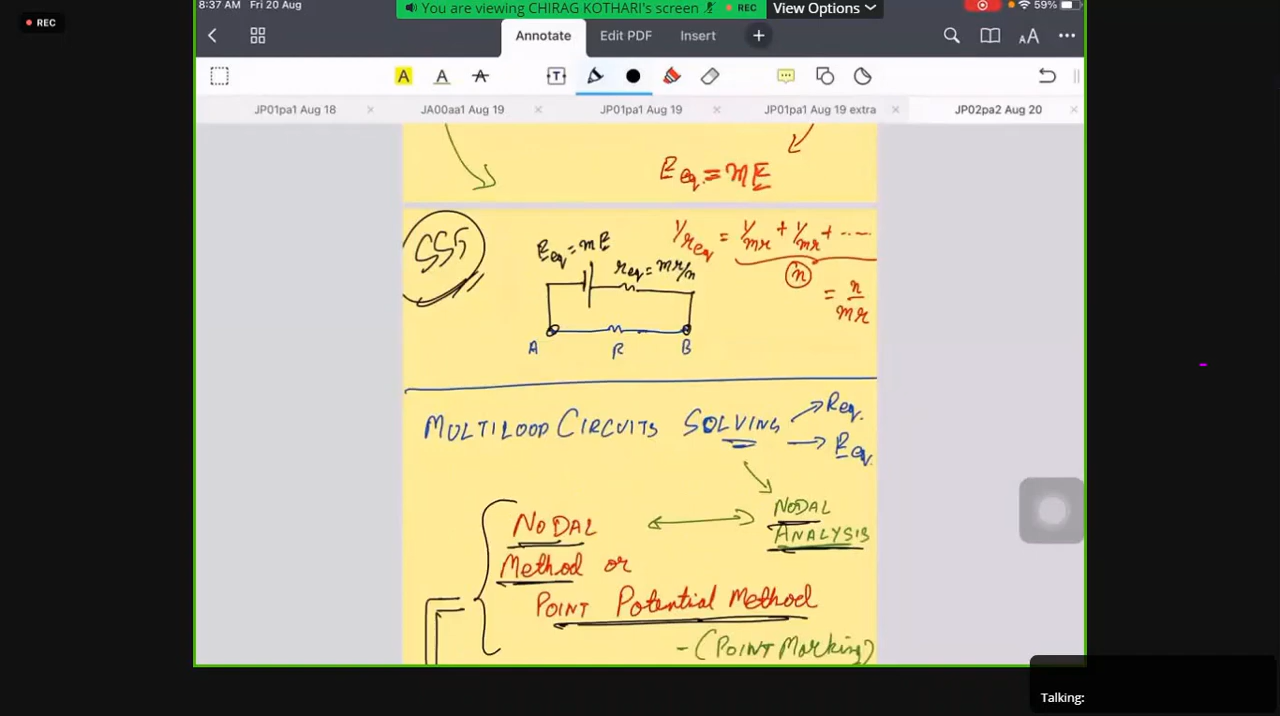 8:37 AM Fri 20 Aug
You are viewing CHIRAG KOTHARI's screen REC View Options
59%
REC
Annotate Edit PDF Insert +
JP01pa1 Aug 18 × JA00aa1 Aug 19 × JP01pa1 Aug 19 × JP01pa1 Aug 19 extra × JP02pa2 Aug 20 ×
E eq. = mE
1/req = 1/mr + 1/mr + ....
n
= n/mr
Eeq = mE
req = mr/n
A R B
MULTILOOP CIRCUITS SOLVING → Req.
→ Eeq.
NODAL ANALYSIS
NODAL
Method or
POINT Potential Method
- (POINT Marking)
Talking: